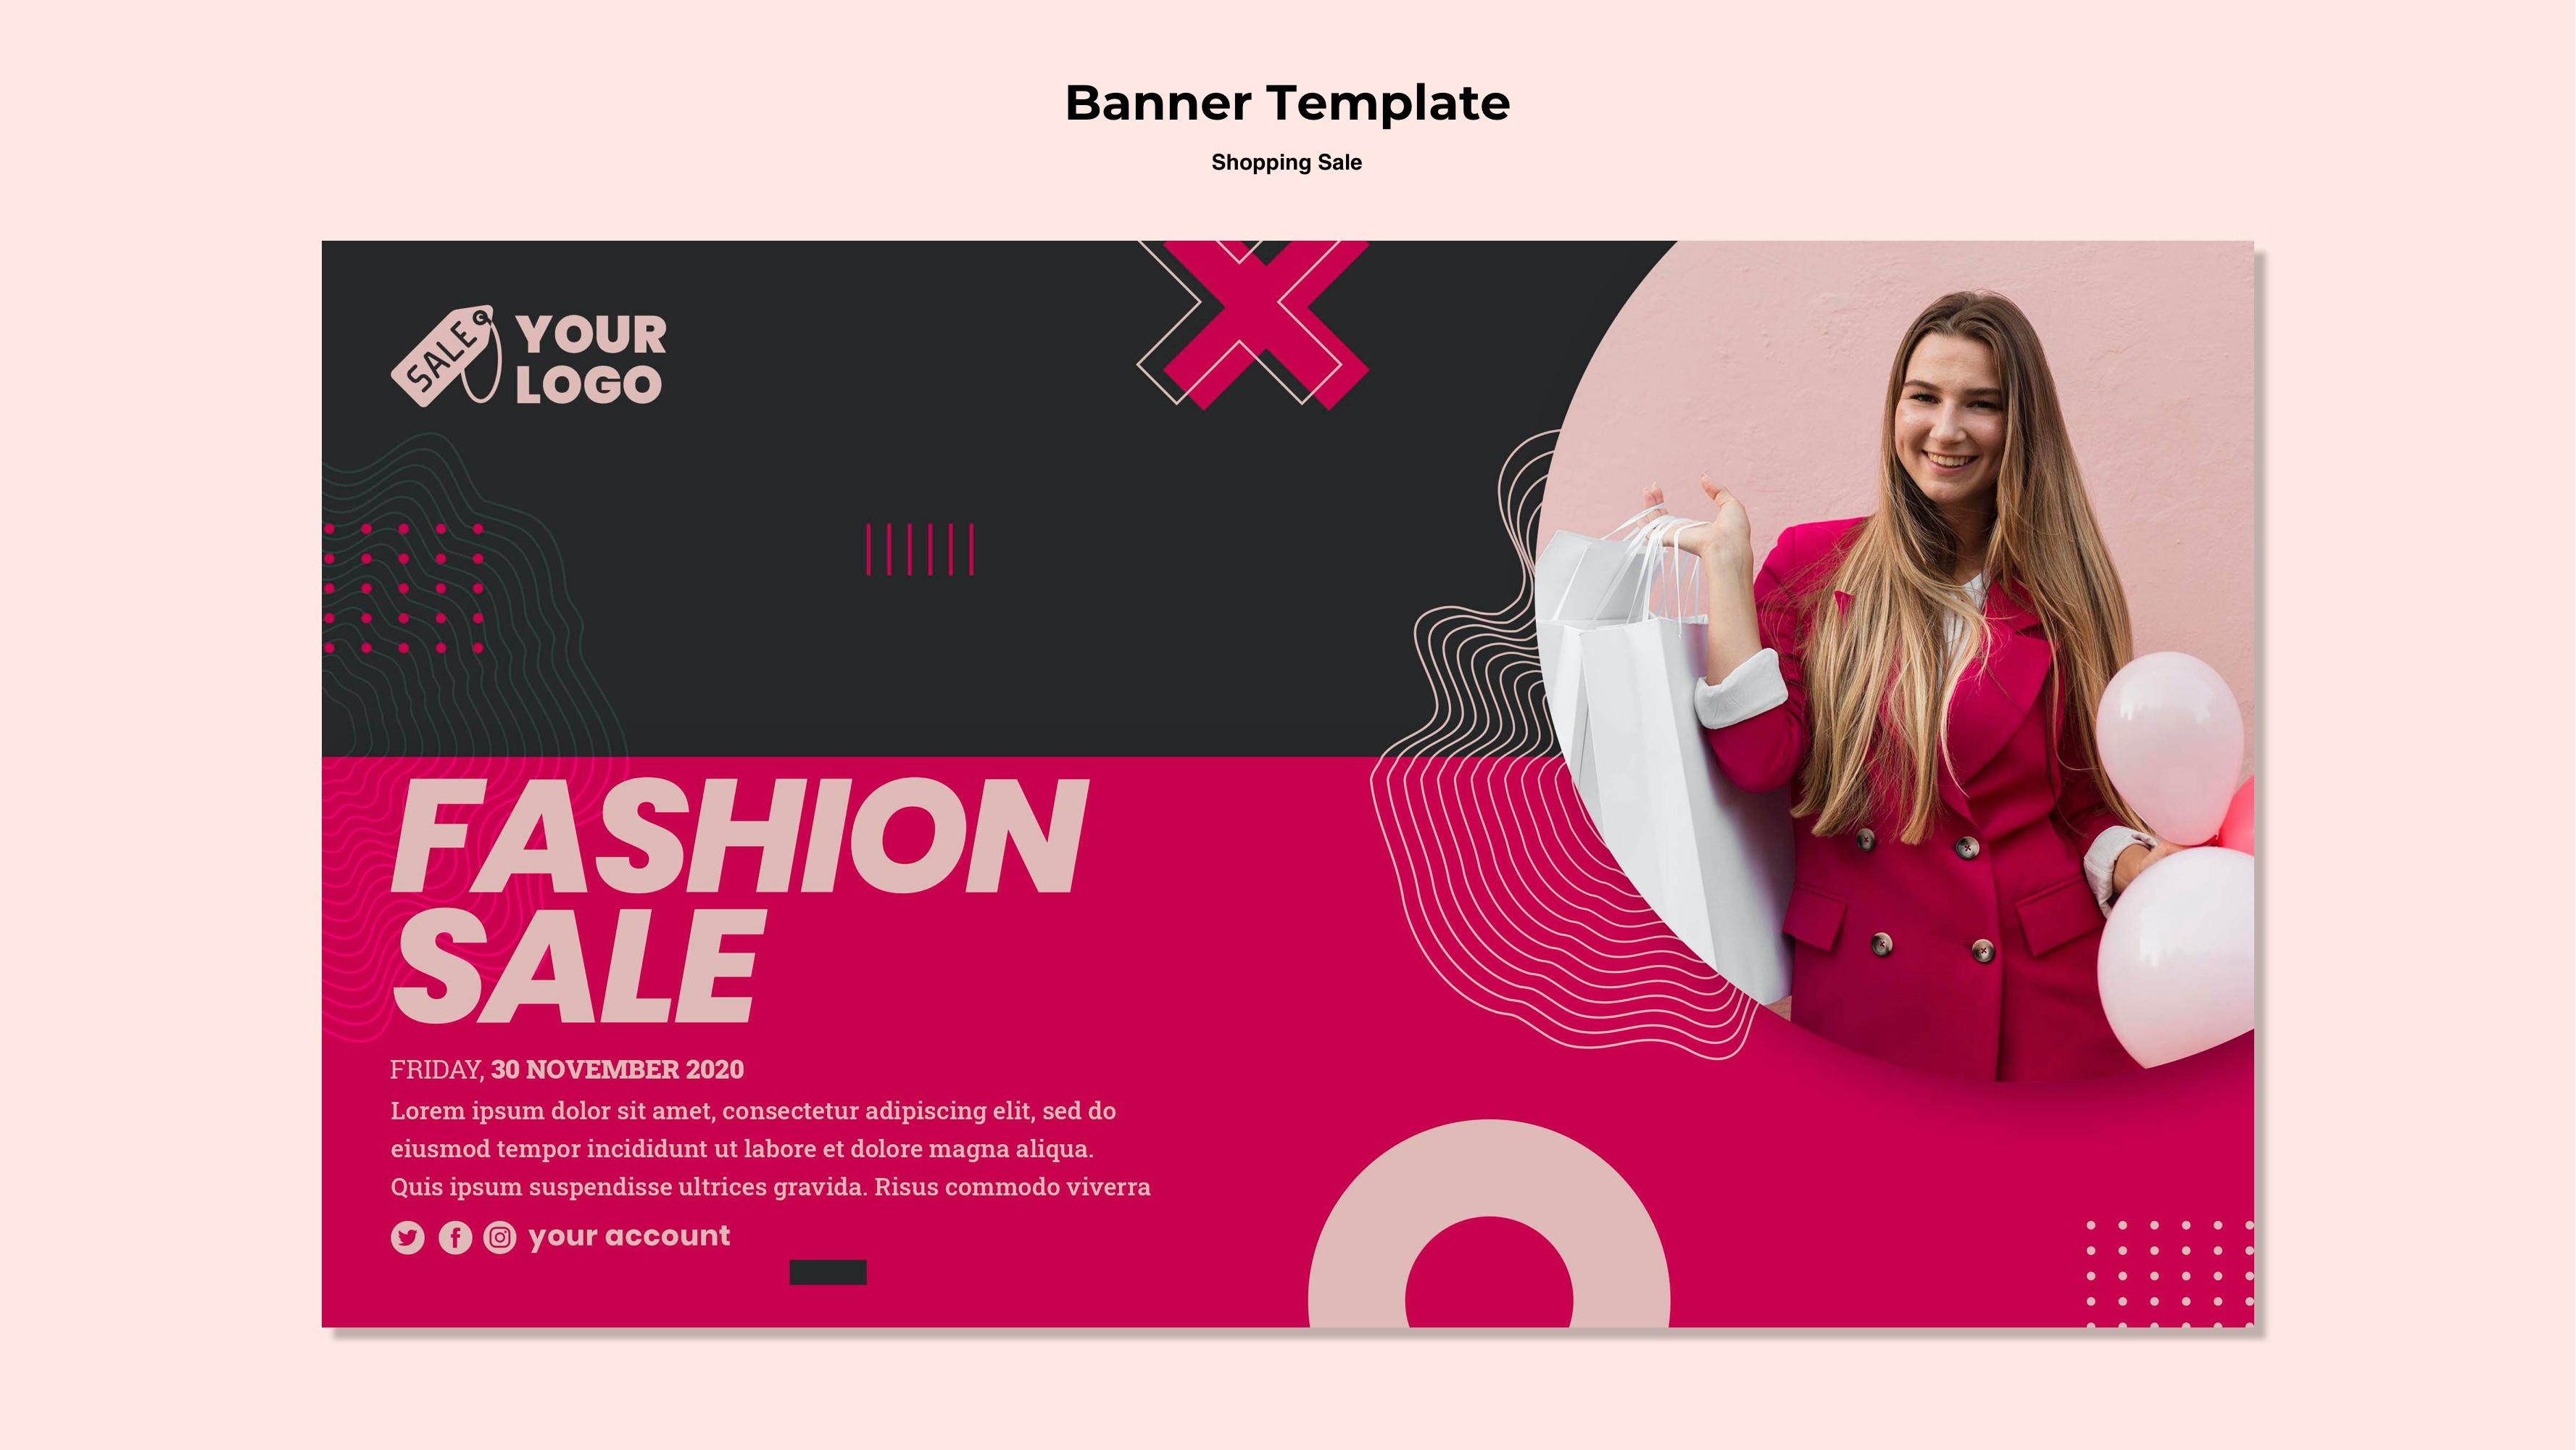 Banner Template
Shopping Sale
SALE
YOUR
LOGO
FASHION
SALE
FRIDAY, 30 NOVEMBER 2020
Lorem ipsum dolor sit amet, consectetur adipiscing elit, sed do
eiusmod tempor incididunt ut labore et dolore magna aliqua.
Quis ipsum suspendisse ultrices gravida. Risus commodo viverra
your account